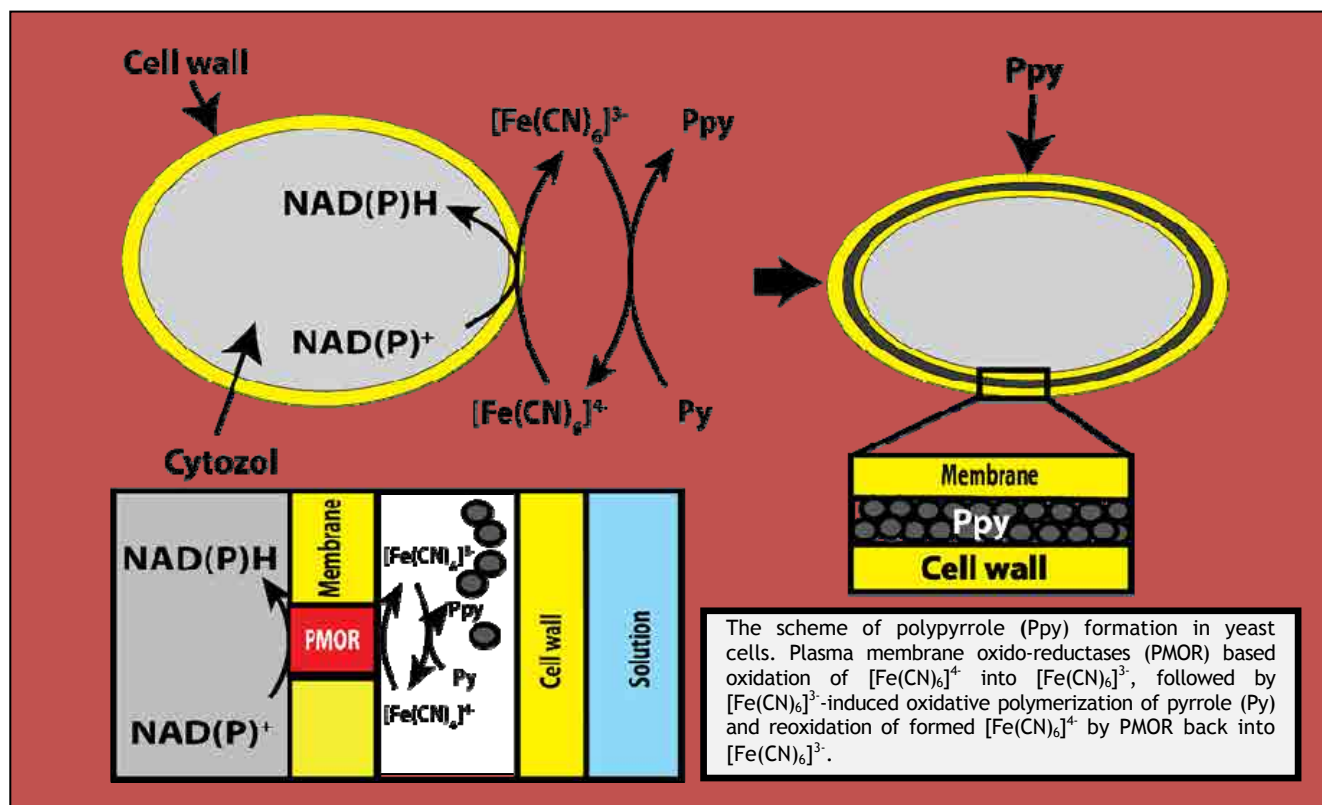 Cell wall
[Fe(CN)₆]³⁻
Ppy
NAD(P)H
NAD(P)⁺
[Fe(CN)₆]⁴⁻
Py
Cytozol
Ppy
Membrane
Ppy
Cell wall
NAD(P)H
NAD(P)⁺
Membrane
PMOR
[Fe(CN)₆]³⁻
Ppy
Py
[Fe(CN)₆]⁴⁻
Cell wall
Solution
The scheme of polypyrrole (Ppy) formation in yeast
cells. Plasma membrane oxido-reductases (PMOR) based
oxidation of [Fe(CN)₆]⁴⁻ into [Fe(CN)₆]³⁻, followed by
[Fe(CN)₆]³⁻-induced oxidative polymerization of pyrrole (Py)
and reoxidation of formed [Fe(CN)₆]⁴⁻ by PMOR back into
[Fe(CN)₆]³⁻.